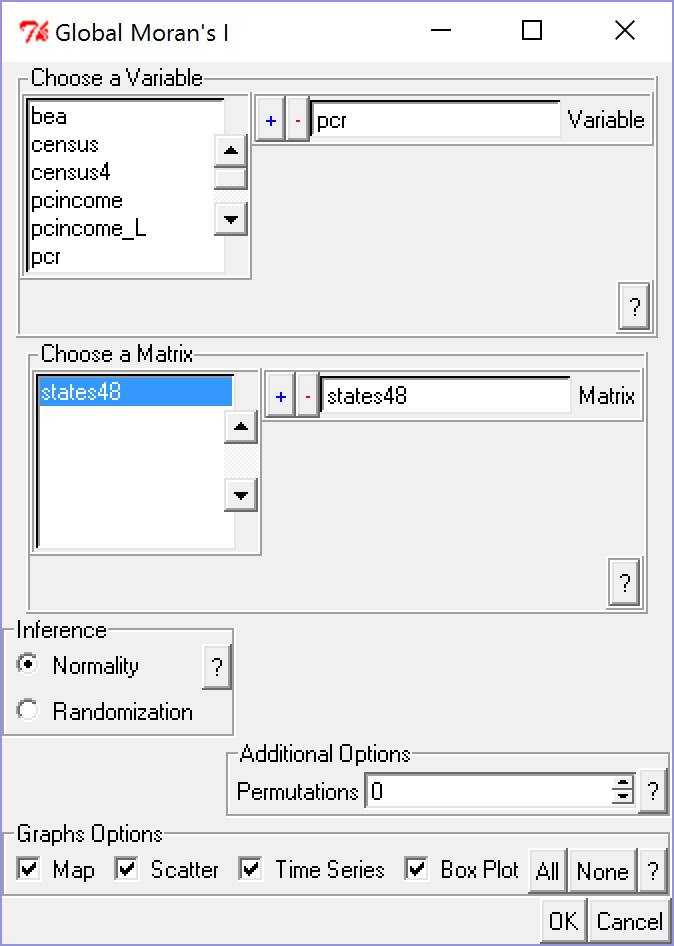 Global Moran's I
Choose a Variable
bea
census
census4
pcincome
pcincome_L
pcr
+ - pcr Variable
?
Choose a Matrix
states48
+ - states48 Matrix
?
Inference
Normality ?
Randomization
Additional Options
Permutations 0 ?
Graphs Options
Map Scatter Time Series Box Plot All None ?
OK Cancel